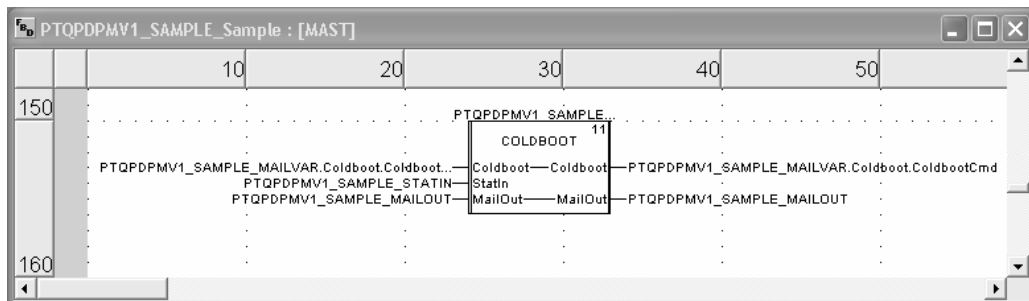 FBD PTQPDPMV1_SAMPLE_Sample : [MAST]
10 20 30 40 50
150
PTQPDPMV1_SAMPLE...
11
COLDBOOT
PTQPDPMV1_SAMPLE_MAILVAR.Coldboot.Coldboot... Coldboot Coldboot PTQPDPMV1_SAMPLE_MAILVAR.Coldboot.ColdbootCmd
PTQPDPMV1_SAMPLE_STATIN StatIn
PTQPDPMV1_SAMPLE_MAILOUT MailOut MailOut PTQPDPMV1_SAMPLE_MAILOUT
160